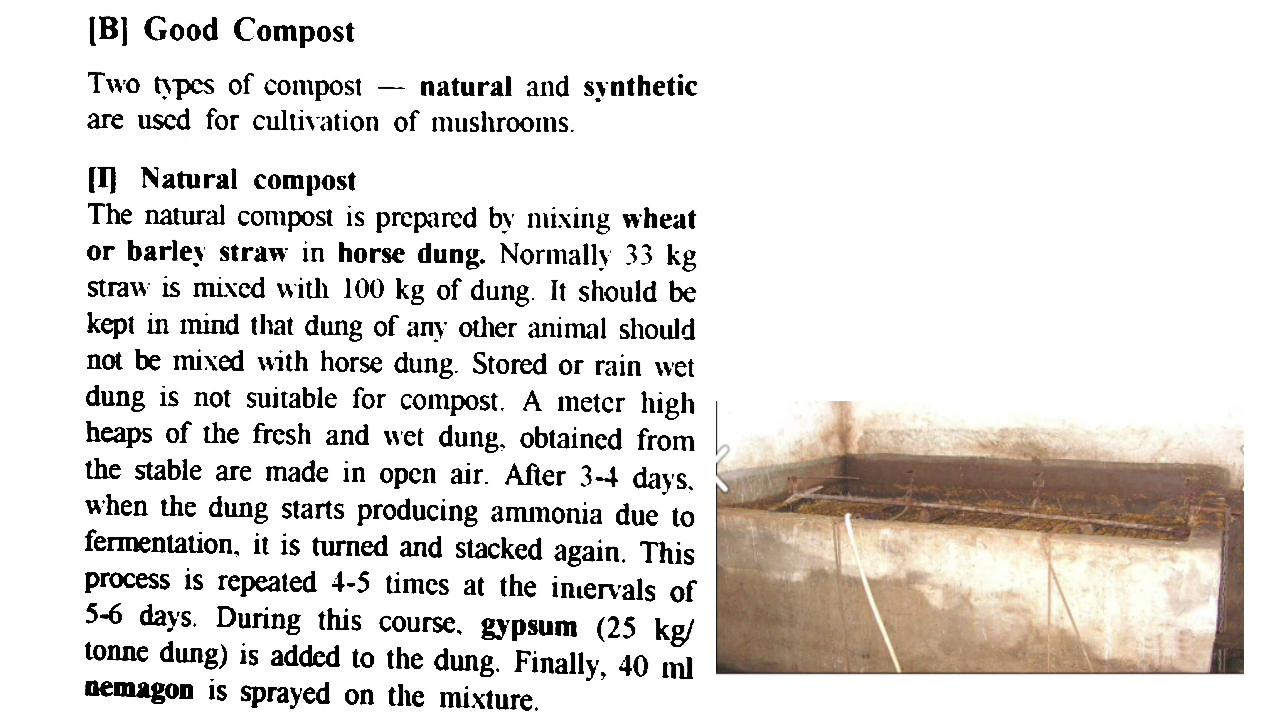 [B] Good Compost
Two types of compost — natural and synthetic
are used for cultivation of mushrooms.
[I] Natural compost
The natural compost is prepared by mixing wheat
or barley straw in horse dung. Normally 33 kg
straw is mixed with 100 kg of dung. It should be
kept in mind that dung of any other animal should
not be mixed with horse dung. Stored or rain wet
dung is not suitable for compost. A meter high
heaps of the fresh and wet dung, obtained from
the stable are made in open air. After 3-4 days,
when the dung starts producing ammonia due to
fermentation, it is turned and stacked again. This
process is repeated 4-5 times at the intervals of
5-6 days. During this course, gypsum (25 kg/
tonne dung) is added to the dung. Finally, 40 ml
nemagon is sprayed on the mixture.